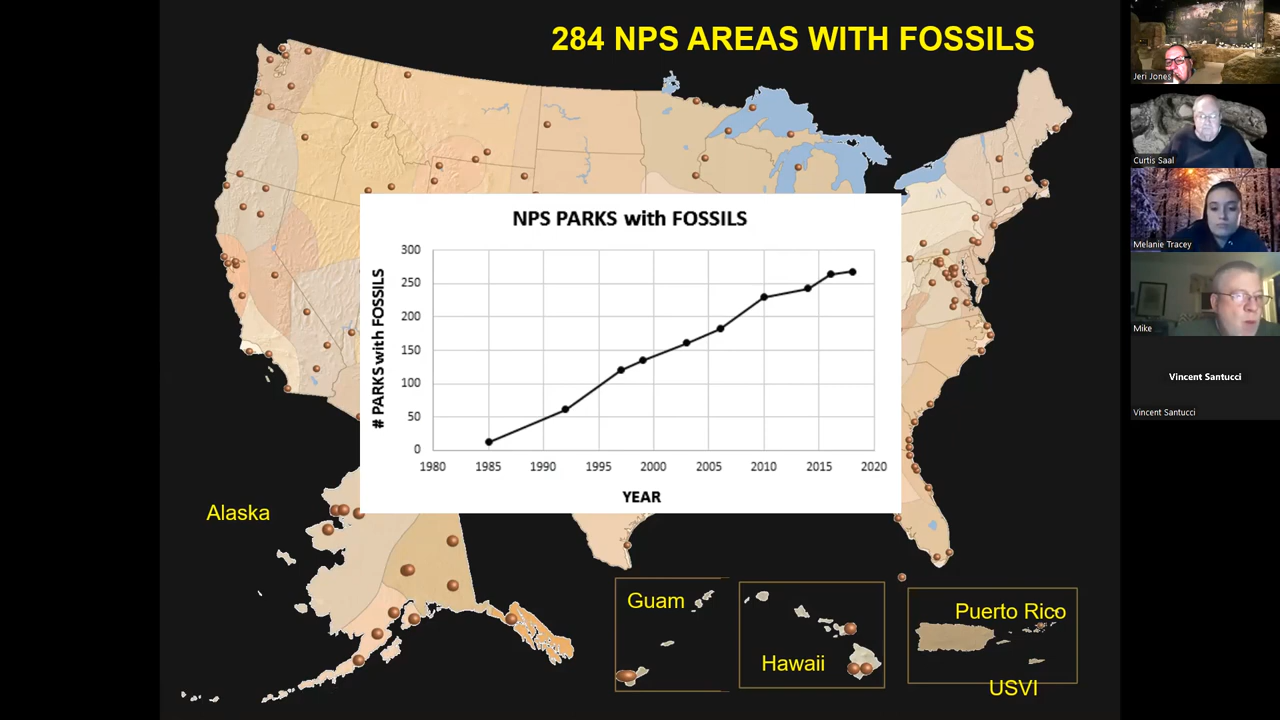 284 NPS AREAS WITH FOSSILS
NPS PARKS with FOSSILS
# PARKS with FOSSILS
300
250
200
150
100
50
0
1980 1985 1990 1995 2000 2005 2010 2015 2020
YEAR
Alaska
Guam
Hawaii
Puerto Rico
USVI
Jeri Jones
Curtis Saal
Melanie Tracey
Mike
Vincent Santucci
Vincent Santucci